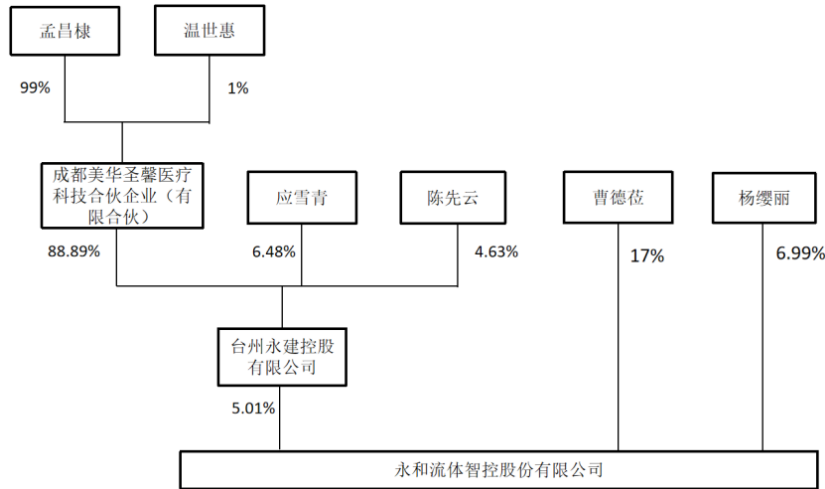 孟昌棣
温世惠
99%
1%
成都美华圣馨医疗
科技合伙企业（有
限合伙）
应雪青
陈先云
曹德莅
杨缨丽
88.89%
6.48%
4.63%
17%
6.99%
台州永建控股
有限公司
5.01%
永和流体智控股份有限公司